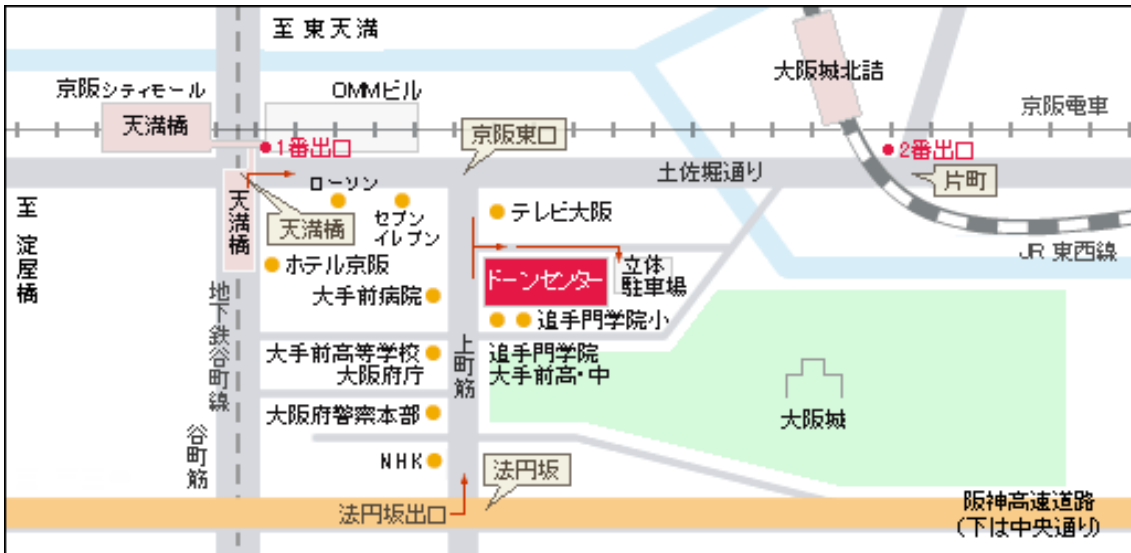 至 東天満
京阪シティモール
OMMビル
大阪城北詰
京阪電車
天満橋
1番出口
京阪東口
2番出口
土佐堀通り
片町
至 淀屋橋
天満橋
ローソン
天満橋
セブン
イレブン
テレビ大阪
JR 東西線
ホテル京阪
ドーンセンター
立体
駐車場
大手前病院
追手門学院小
地下鉄谷町線
大手前高等学校
大阪府庁
上町筋
追手門学院
大手前高・中
大阪城
大阪府警察本部
谷町筋
NHK
法円坂
法円坂出口
阪神高速道路
(下は中央通り)